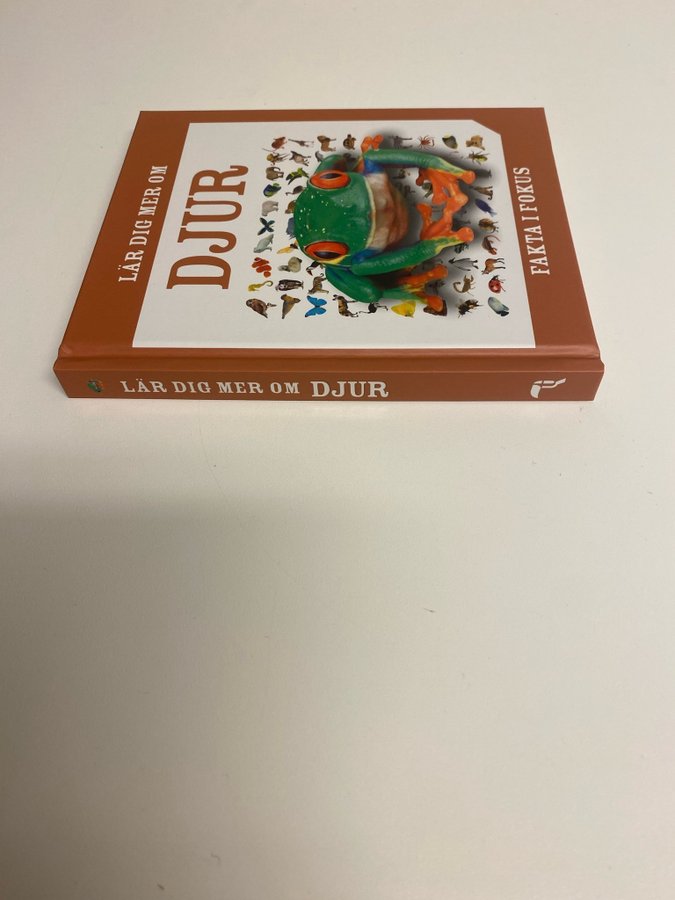 LÄR DIG MER OM
DJUR
FAKTA I FOKUS
LÄR DIG MER OM DJUR